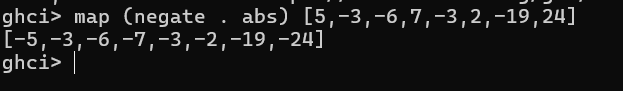 ghci> map (negate . abs) [5,-3,-6,7,-3,2,-19,24]
[-5,-3,-6,-7,-3,-2,-19,-24]
ghci>